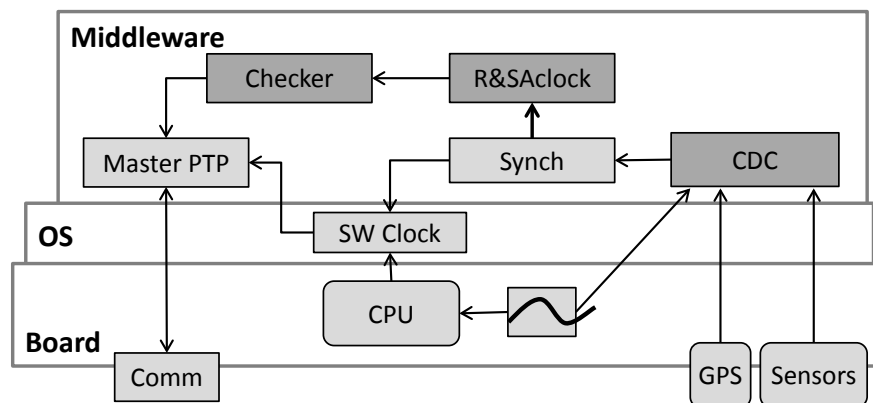 Middleware
Checker
R&SAclock
Master PTP
Synch
CDC
OS
SW Clock
CPU
Board
Comm
GPS
Sensors